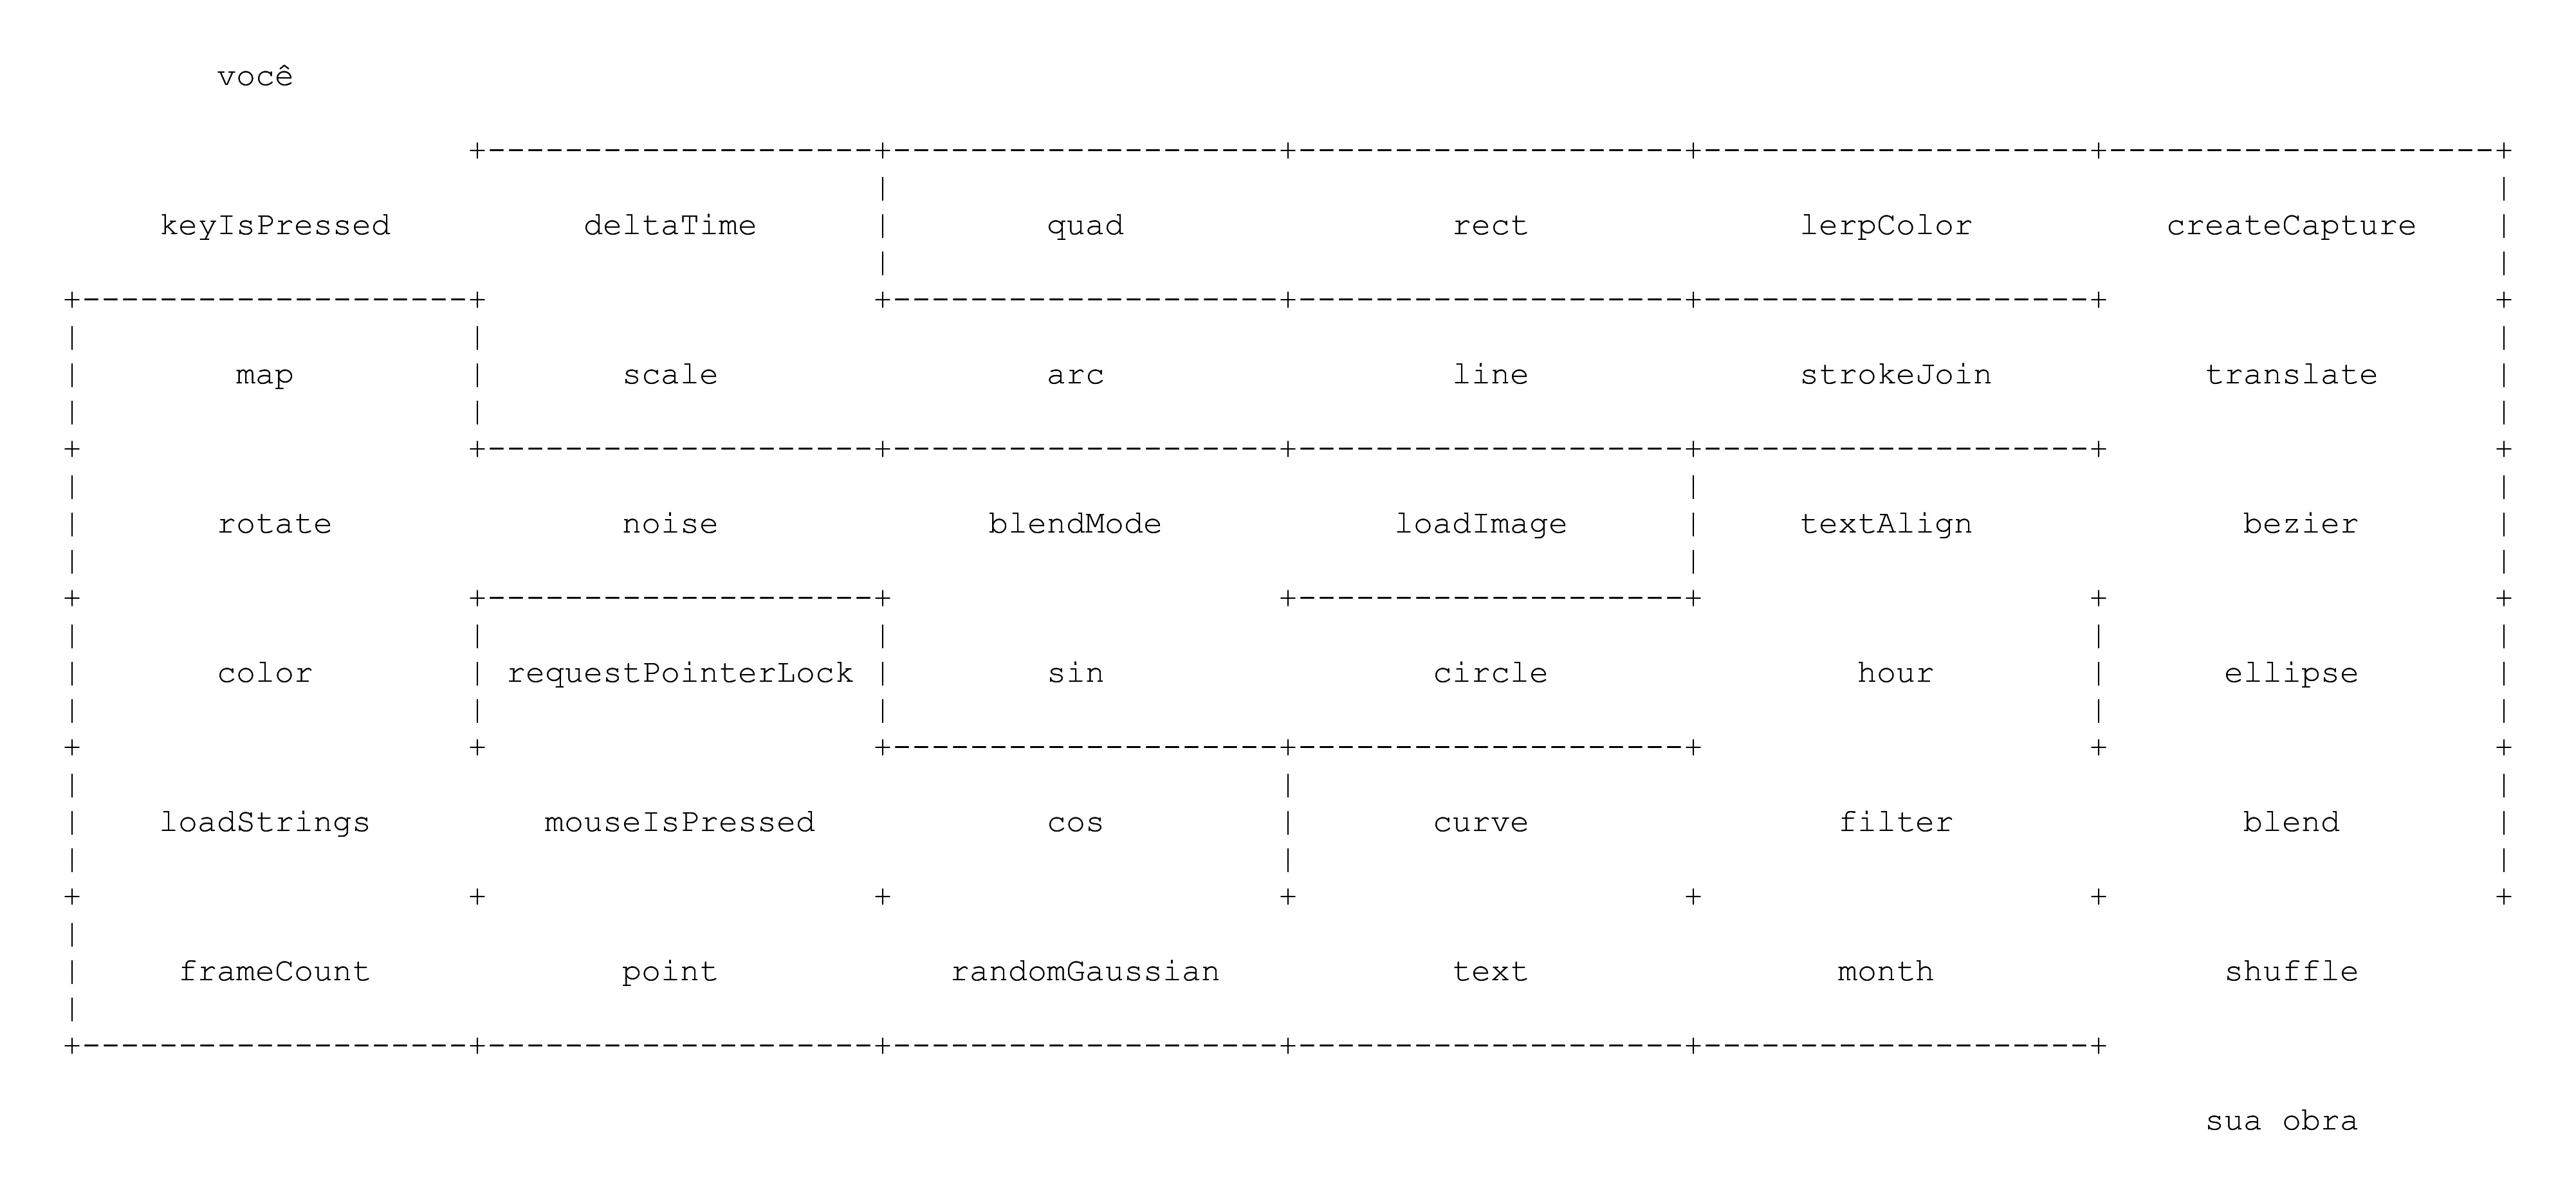 você
keyIsPressed deltaTime quad rect lerpColor createCapture
map scale arc line strokeJoin translate
rotate noise blendMode loadImage textAlign bezier
color requestPointerLock sin circle hour ellipse
loadStrings mouseIsPressed cos curve filter blend
frameCount point randomGaussian text month shuffle
sua obra